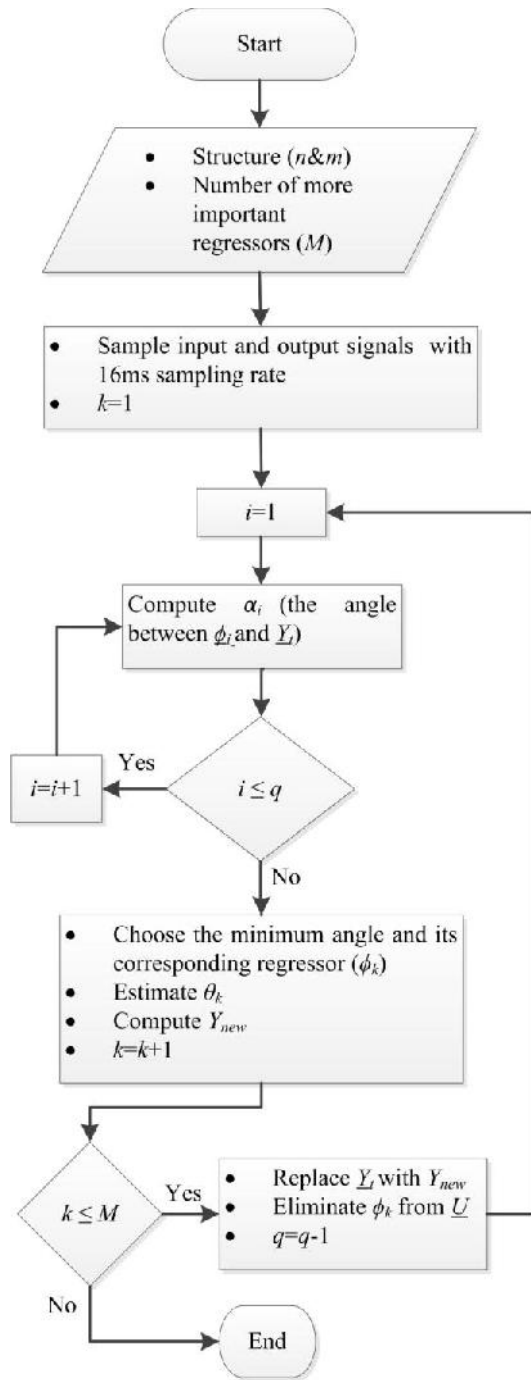 Start
• Structure (n&m)
• Number of more
important
regressors (M)
• Sample input and output signals with
16ms sampling rate
• k=1
i=1
Compute αi (the angle
between ϕi and Yt)
Yes
i=i+1
i ≤ q
No
• Choose the minimum angle and its
corresponding regressor (ϕk)
• Estimate θk
• Compute Ynew
• k=k+1
k ≤ M
Yes
• Replace Yt with Ynew
• Eliminate ϕk from U
• q=q-1
No
End